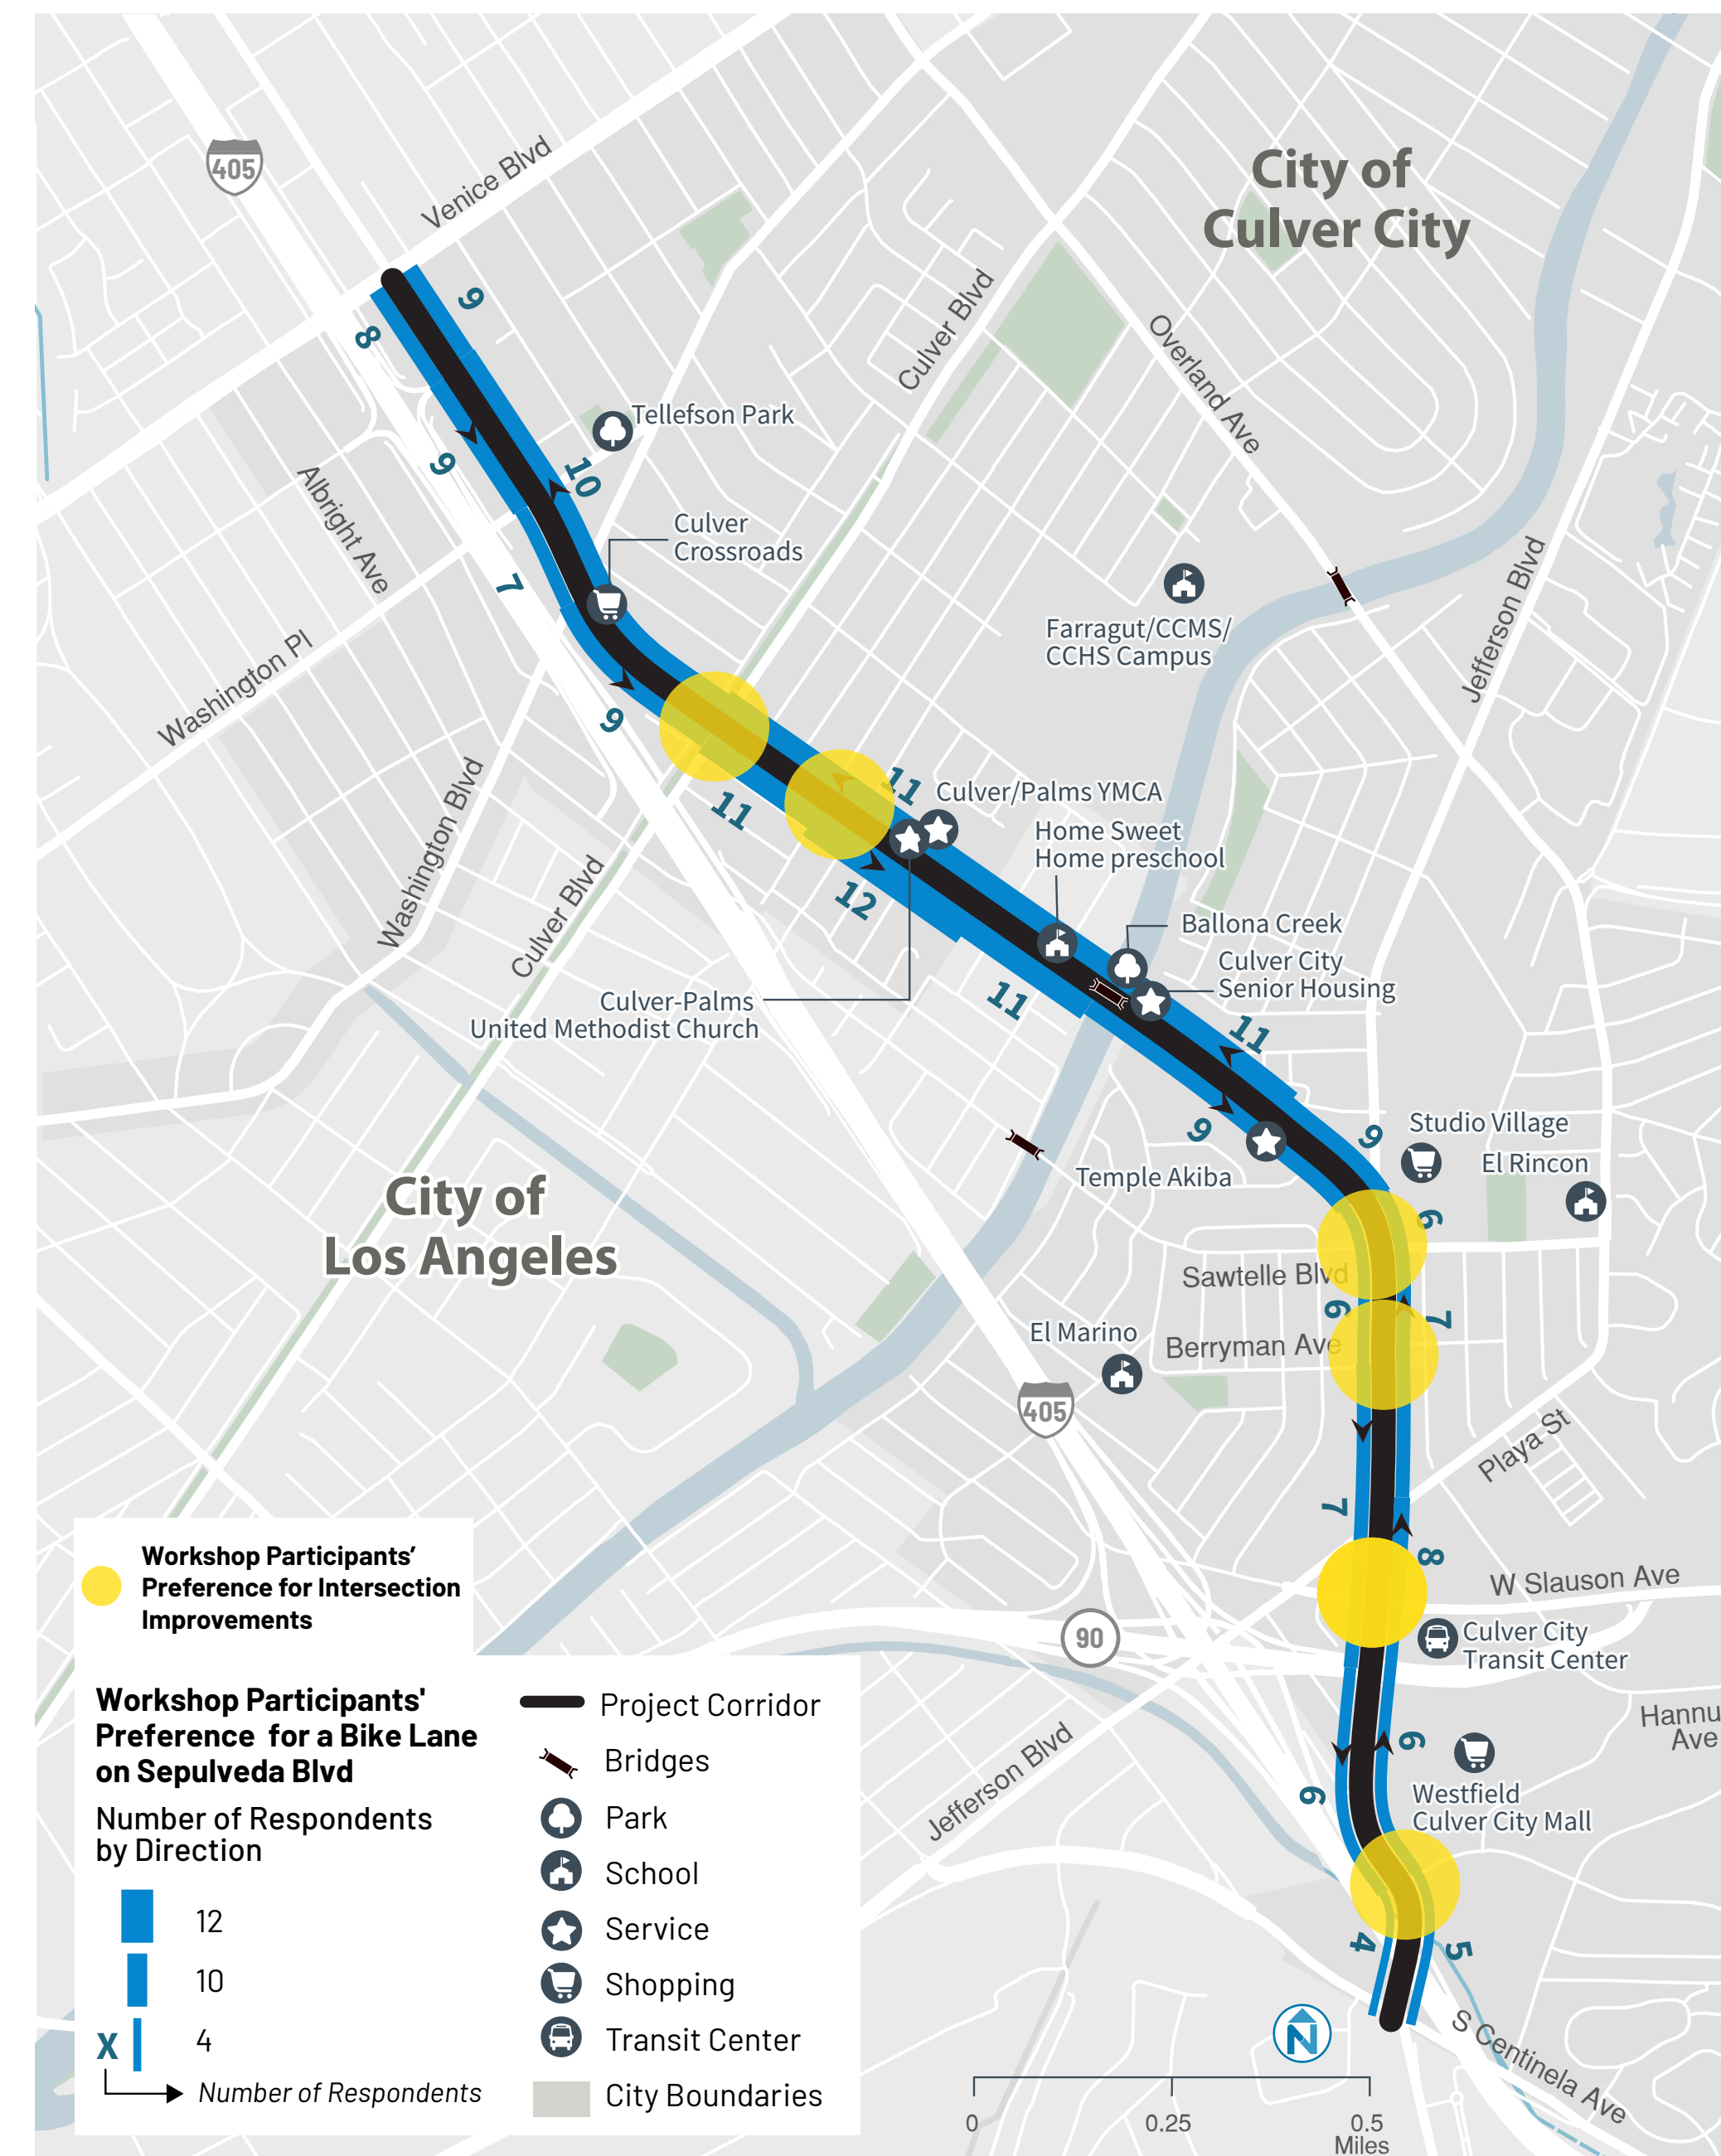 City of
Culver City
405
Venice Blvd
9
8
Culver Blvd
Overland Ave
Tellefson Park
9
10
Albright Ave
Culver
Crossroads
7
Jefferson Blvd
Farragut/CCMS/
CCHS Campus
Washington Pl
9
Washington Blvd
11
Culver/Palms YMCA
11
Home Sweet
Home preschool
12
Culver Blvd
Ballona Creek
Culver City
Senior Housing
Culver-Palms
United Methodist Church
11
11
9
9
Studio Village
El Rincon
Temple Akiba
City of
Los Angeles
6
Sawtelle Blvd
6
7
El Marino
Berryman Ave
405
Playa St
7
8
W Slauson Ave
90
Culver City
Transit Center
Hannu
Ave
6
6
Westfield
Culver City Mall
Jefferson Blvd
4
5
N
S Centinela Ave
0
0.25
0.5
Miles
Workshop Participants’
Preference for Intersection
Improvements
Workshop Participants'
Preference for a Bike Lane
on Sepulveda Blvd
Number of Respondents
by Direction
12
10
X
4
Number of Respondents
Project Corridor
Bridges
Park
School
Service
Shopping
Transit Center
City Boundaries